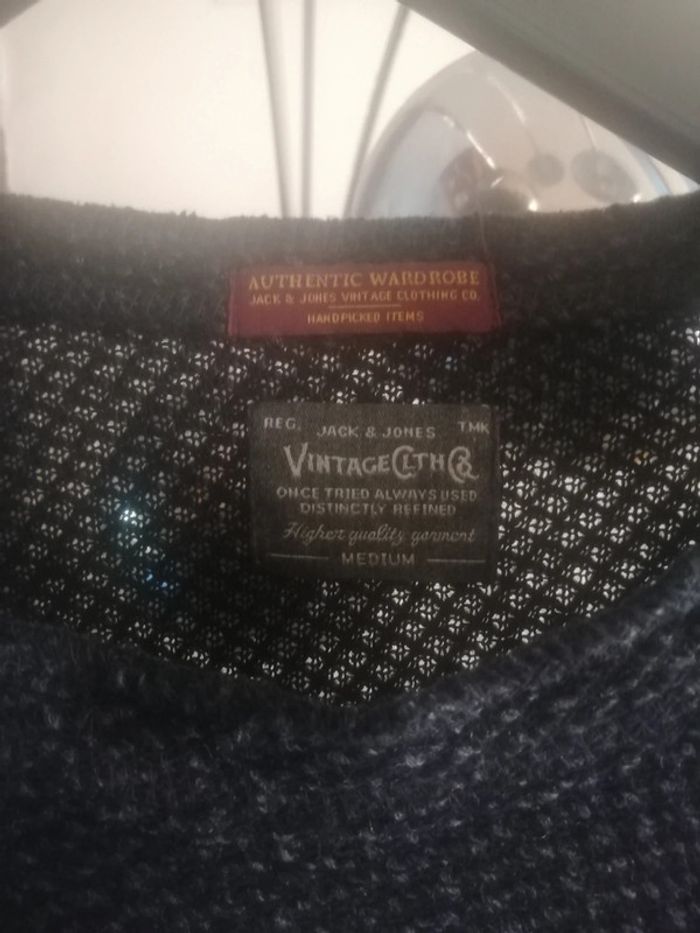 AUTHENTIC WARDROBE
JACK & JONES VINTAGE CLOTHING CO.
HANDPICKED ITEMS
REG. JACK & JONES TMK
VINTAGE CLTH CO
ONCE TRIED ALWAYS USED
DISTINCTLY REFINED
Higher quality garment
MEDIUM